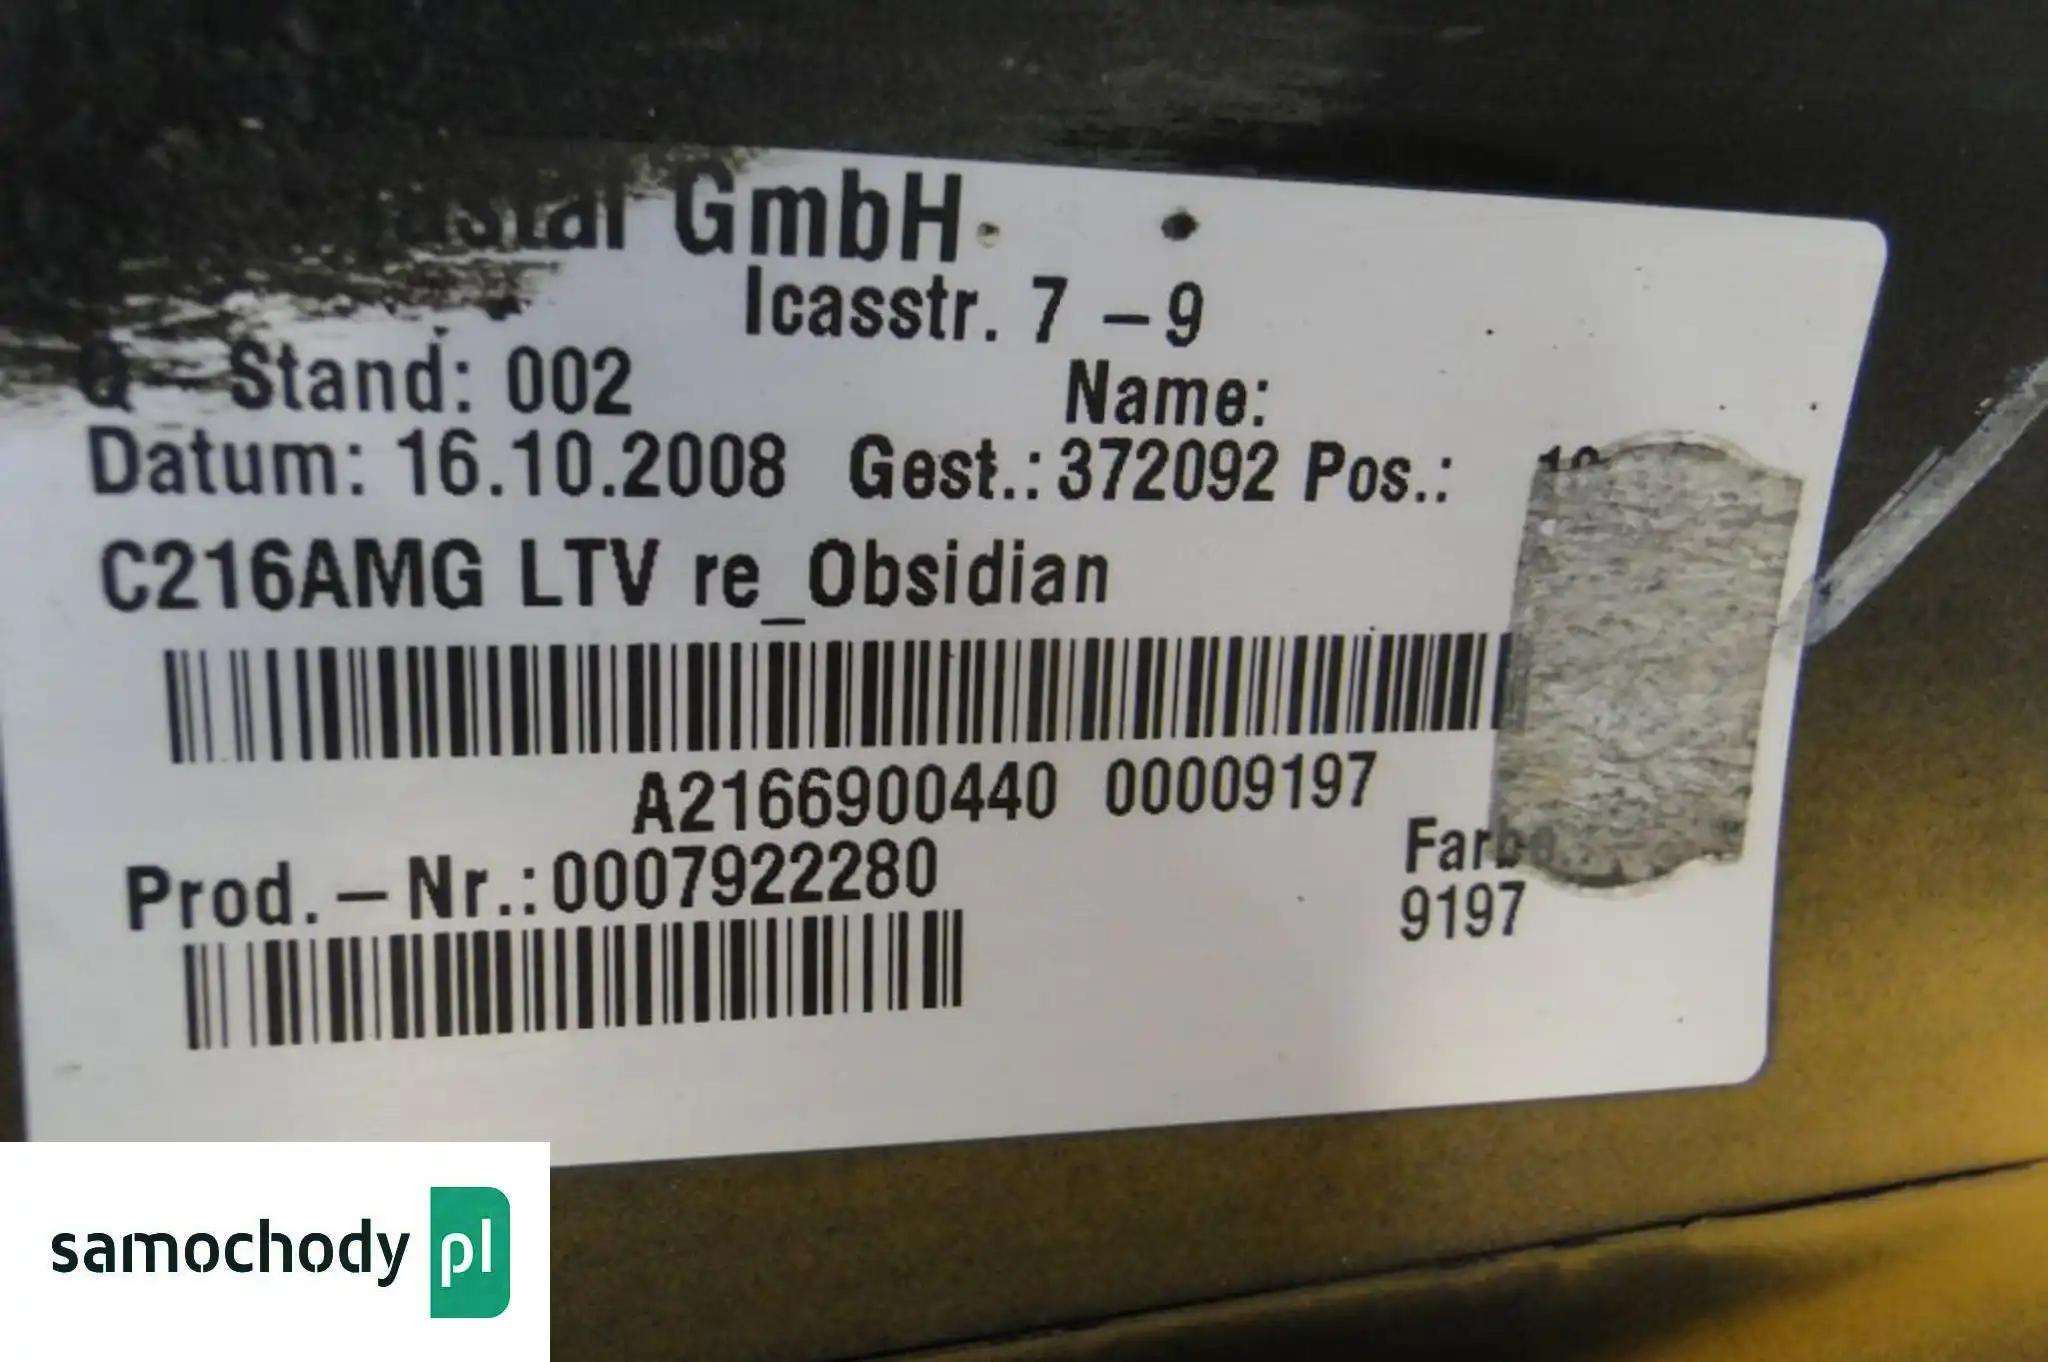 GmbH
Icasstr. 7 – 9
Q - Stand: 002 Name:
Datum: 16.10.2008 Gest.: 372092 Pos.:
C216AMG LTV re_Obsidian
A2166900440 00009197
Prod. – Nr.: 0007922280
9197
samochody pl